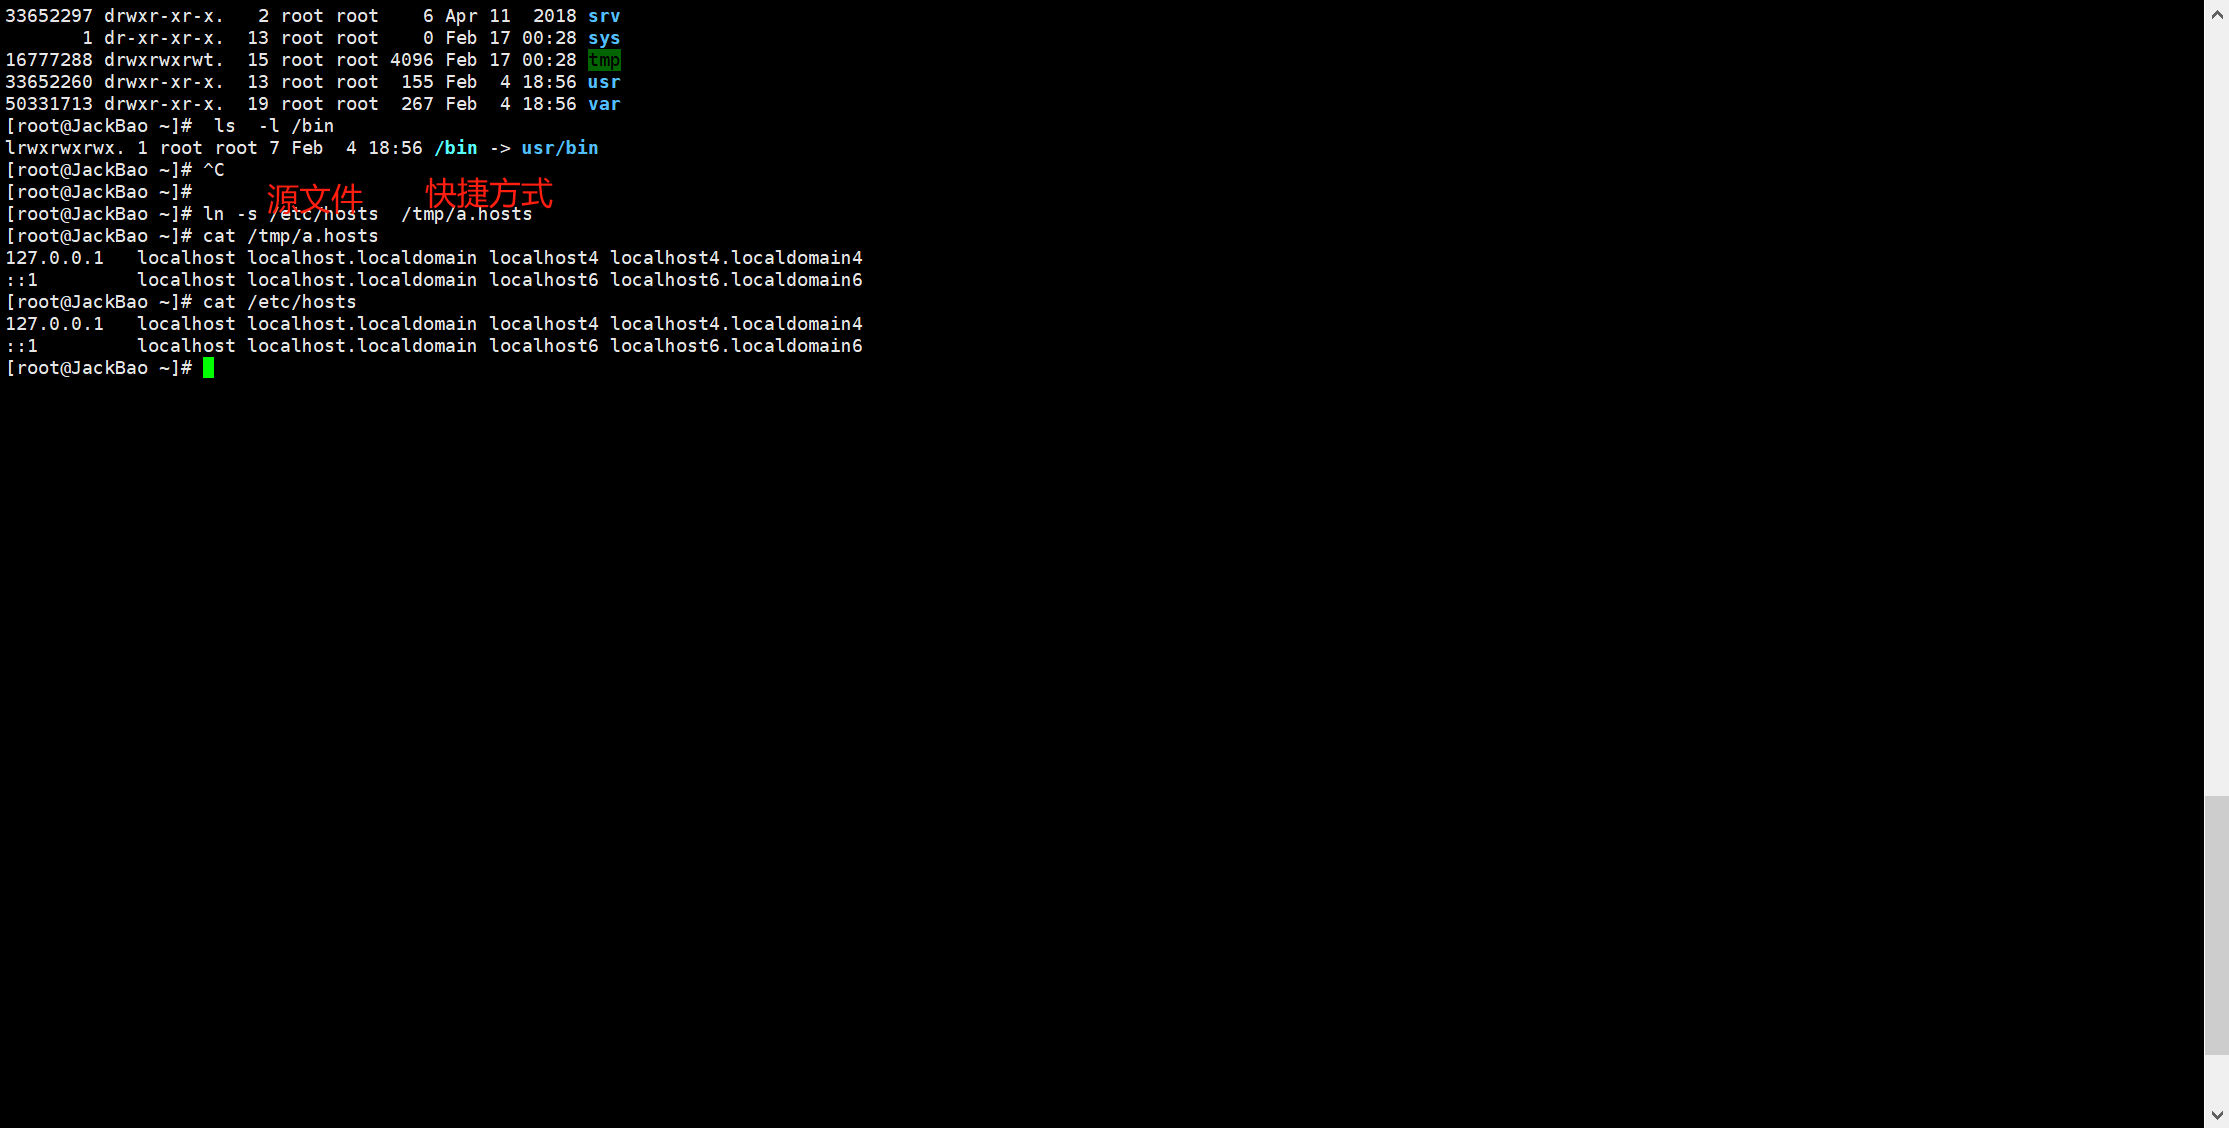 33652297 drwxr-xr-x.   2 root root    6 Apr 11  2018 srv
       1 dr-xr-xr-x.  13 root root    0 Feb 17 00:28 sys
16777288 drwxrwxrwt.  15 root root 4096 Feb 17 00:28 tmp
33652260 drwxr-xr-x.  13 root root  155 Feb  4 18:56 usr
50331713 drwxr-xr-x.  19 root root  267 Feb  4 18:56 var
[root@JackBao ~]#  ls  -l /bin
lrwxrwxrwx. 1 root root 7 Feb  4 18:56 /bin -> usr/bin
[root@JackBao ~]# ^C
[root@JackBao ~]#
源文件 快捷方式
[root@JackBao ~]# ln -s /etc/hosts  /tmp/a.hosts
[root@JackBao ~]# cat /tmp/a.hosts
127.0.0.1   localhost localhost.localdomain localhost4 localhost4.localdomain4
::1         localhost localhost.localdomain localhost6 localhost6.localdomain6
[root@JackBao ~]# cat /etc/hosts
127.0.0.1   localhost localhost.localdomain localhost4 localhost4.localdomain4
::1         localhost localhost.localdomain localhost6 localhost6.localdomain6
[root@JackBao ~]#